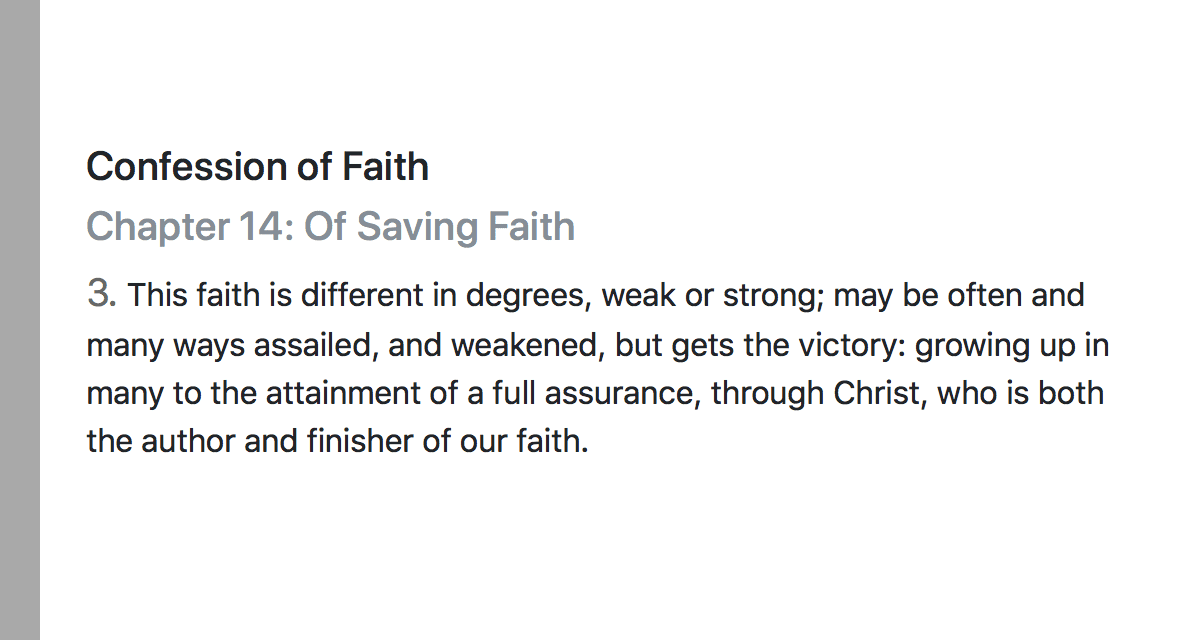 Confession of Faith
Chapter 14: Of Saving Faith
3. This faith is different in degrees, weak or strong; may be often and
many ways assailed, and weakened, but gets the victory: growing up in
many to the attainment of a full assurance, through Christ, who is both
the author and finisher of our faith.